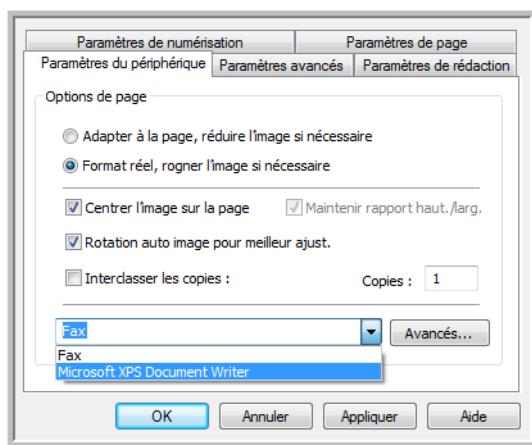 Paramètres de numérisation Paramètres de page
Paramètres du périphérique Paramètres avancés Paramètres de rédaction
Options de page
Adapter à la page, réduire l'image si nécessaire
Format réel, rogner l'image si nécessaire
Centrer l'image sur la page Maintenir rapport haut./larg.
Rotation auto image pour meilleur ajust.
Interclasser les copies : Copies : 1
Fax Avancés...
Fax
Microsoft XPS Document Writer
OK Annuler Appliquer Aide